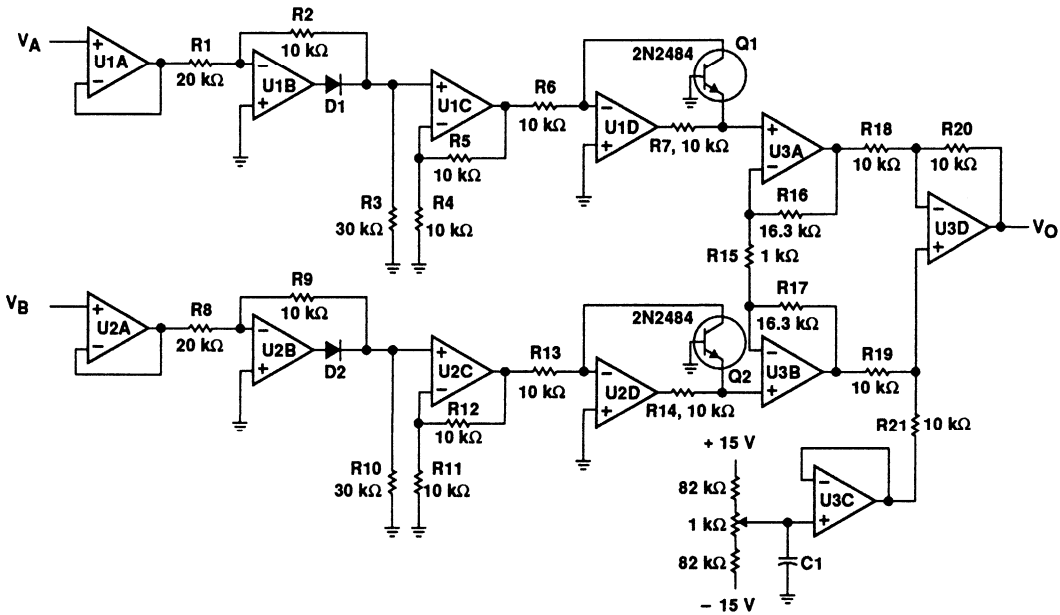 VA
+
−
U1A
R1
20 kΩ
R2
10 kΩ
−
+
U1B
D1
+
−
U1C
R5
10 kΩ
R3
30 kΩ
R4
10 kΩ
R6
10 kΩ
−
+
U1D
R7, 10 kΩ
2N2484
Q1
+
−
U3A
R16
16.3 kΩ
R15
1 kΩ
R18
10 kΩ
R20
10 kΩ
−
+
U3D
VO
VB
+
−
U2A
R8
20 kΩ
R9
10 kΩ
−
+
U2B
D2
+
−
U2C
R12
10 kΩ
R10
30 kΩ
R11
10 kΩ
R13
10 kΩ
−
+
U2D
R14, 10 kΩ
2N2484
Q2
R17
16.3 kΩ
−
+
U3B
R19
10 kΩ
R21
10 kΩ
+ 15 V
82 kΩ
1 kΩ
82 kΩ
− 15 V
C1
−
+
U3C